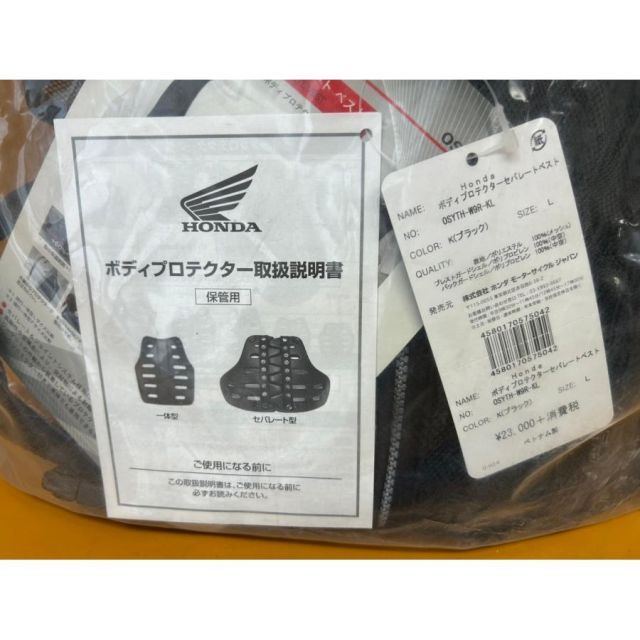 HONDA
ボディプロテクター取扱説明書
保管用
一体型
セパレート型
ご使用になる前に
この取扱説明書は、ご使用になる前に
必ずお読みください。
紙
Honda
NAME: ボディプロテクターセパレートベスト
NO: 0SYTH-W9R-KL
COLOR: K(ブラック) SIZE: L
QUALITY: 表地/ポリエステル 100%(メッシュ)
ブレストガードシェル/ポリプロピレン 100%(中空)
バックガードシェル/ポリプロピレン 100%(中空)
発売元 株式会社 ホンダ モーターサイクル ジャパン
4580170575042
4580170575042
Honda
NAME: ボディプロテクターセパレートベスト
NO: 0SYTH-W9R-KL
COLOR: K(ブラック) SIZE: L
¥23,000+消費税
ベトナム製